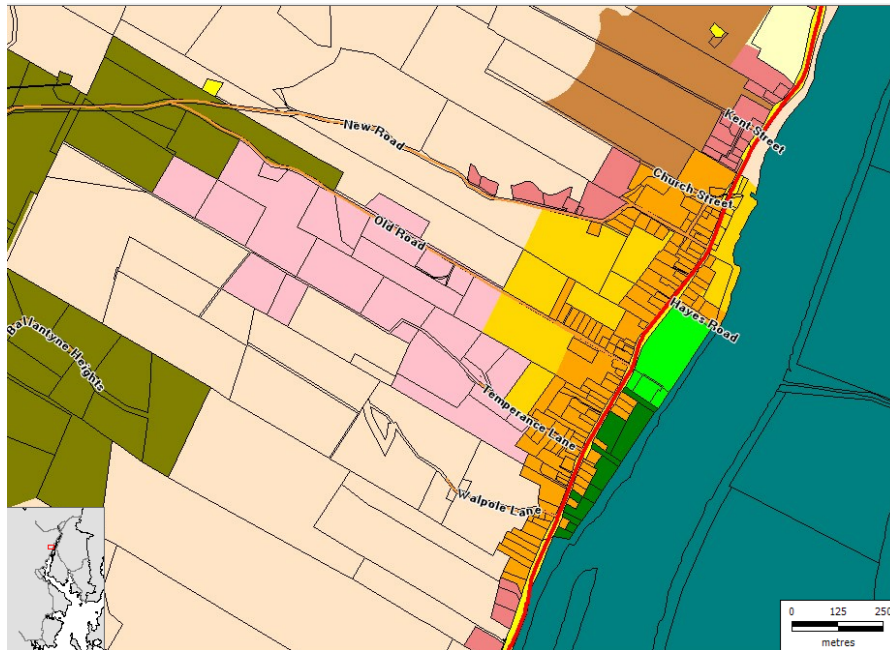 Kent Street
New Road
Church Street
Old Road
Hayes Road
Ballantyne Heights
Temperance Lane
Walpole Lane
0 125 250
metres